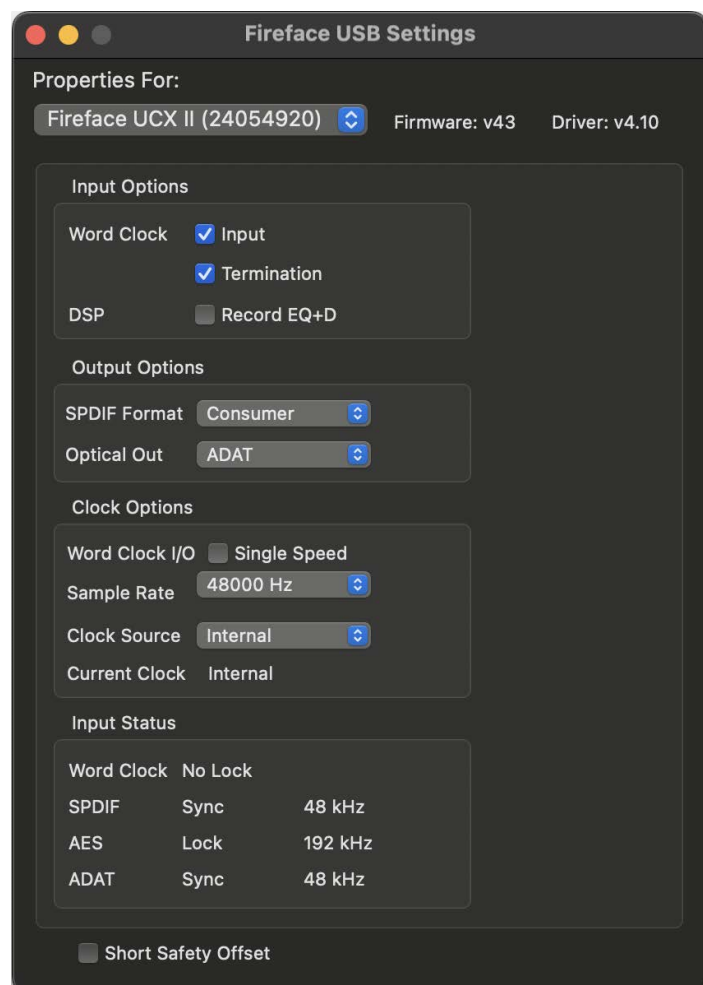 Fireface USB Settings
Properties For:
Fireface UCX II (24054920) Firmware: v43 Driver: v4.10
Input Options
Word Clock Input
Termination
DSP Record EQ+D
Output Options
SPDIF Format Consumer
Optical Out ADAT
Clock Options
Word Clock I/O Single Speed
Sample Rate 48000 Hz
Clock Source Internal
Current Clock Internal
Input Status
Word Clock No Lock
SPDIF Sync 48 kHz
AES Lock 192 kHz
ADAT Sync 48 kHz
Short Safety Offset